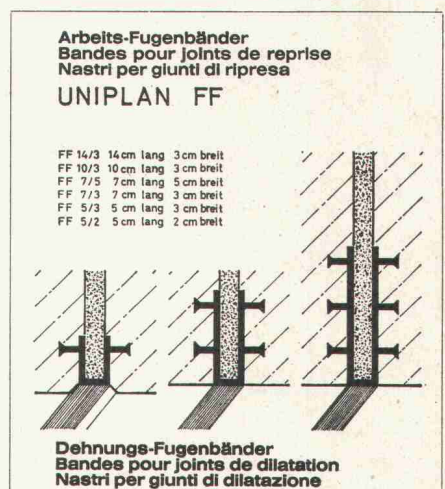 Arbeits-Fugenbänder
Bandes pour joints de reprise
Nastri per giunti di ripresa
UNIPLAN FF
FF 14/3 14 cm lang 3 cm breit
FF 10/3 10 cm lang 3 cm breit
FF 7/5 7 cm lang 5 cm breit
FF 7/3 7 cm lang 3 cm breit
FF 5/3 5 cm lang 3 cm breit
FF 5/2 5 cm lang 2 cm breit
Dehnungs-Fugenbänder
Bandes pour joints de dilatation
Nastri per giunti di dilatazione